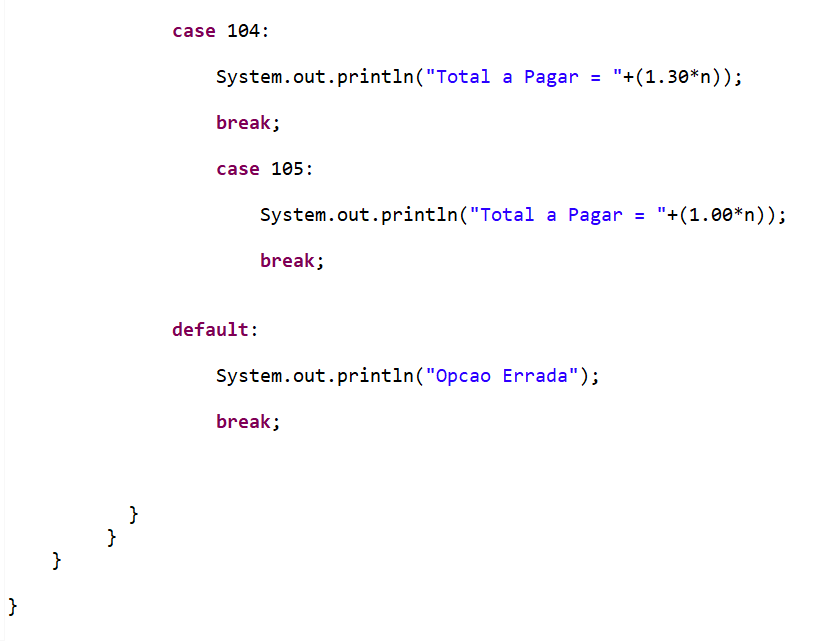 case 104:
System.out.println("Total a Pagar = "+(1.30*n));
break;
case 105:
System.out.println("Total a Pagar = "+(1.00*n));
break;
default:
System.out.println("Opcao Errada");
break;
}
}
}
}